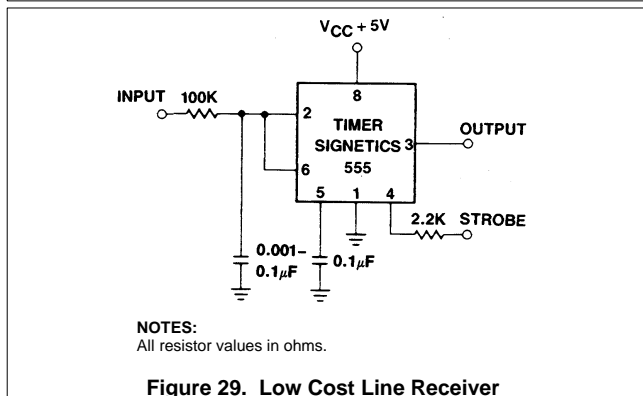 VCC + 5V
INPUT 100K
8
2
TIMER
SIGNETICS
555
3
OUTPUT
6
5 1 4
2.2K STROBE
0.001–
0.1μF
0.1μF
NOTES:
All resistor values in ohms.
Figure 29. Low Cost Line Receiver